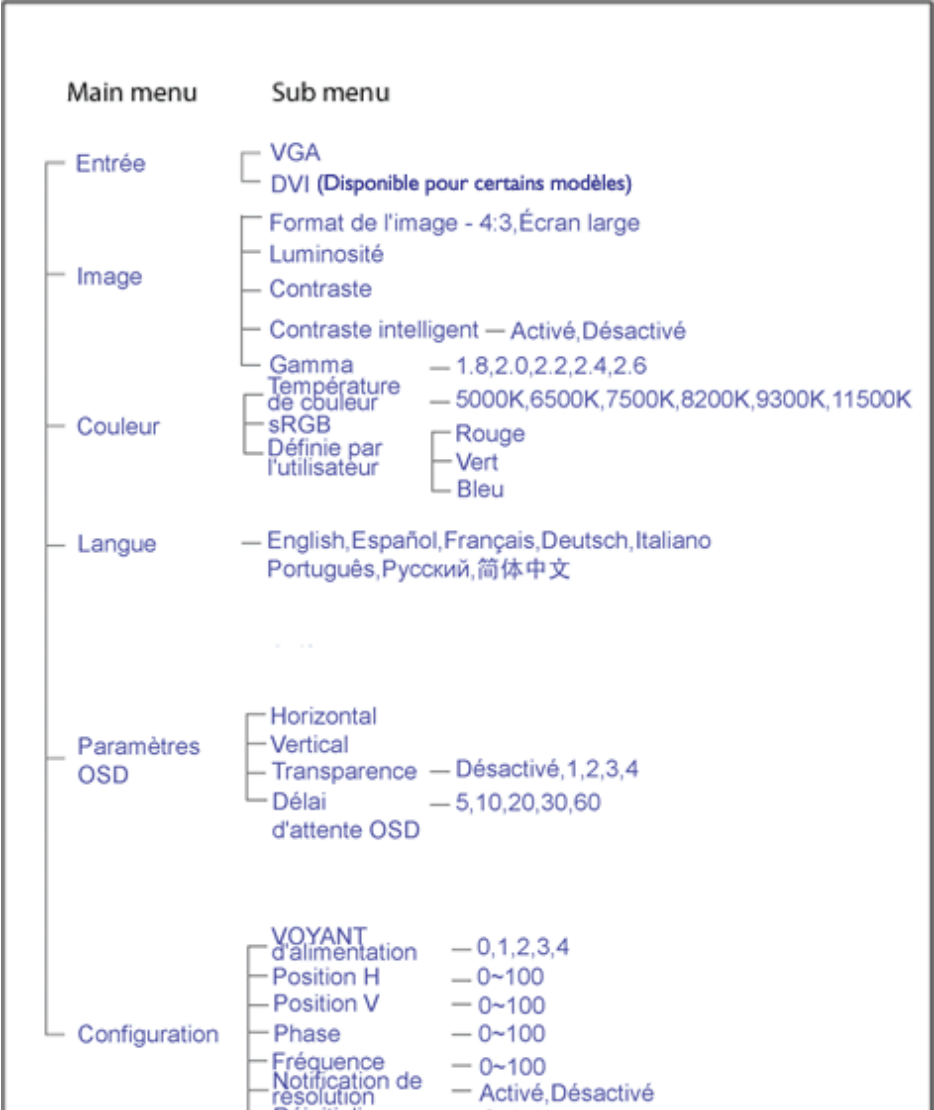 Main menu Sub menu
Entrée
VGA
DVI (Disponible pour certains modèles)
Image
Format de l'image - 4:3,Écran large
Luminosité
Contraste
Contraste intelligent — Activé,Désactivé
Gamma — 1.8,2.0,2.2,2.4,2.6
Couleur
Température
de couleur — 5000K,6500K,7500K,8200K,9300K,11500K
sRGB
Définie par
l'utilisateur
Rouge
Vert
Bleu
Langue — English,Español,Français,Deutsch,Italiano
Português,Русский,简体中文
Paramètres
OSD
Horizontal
Vertical
Transparence — Désactivé,1,2,3,4
Délai — 5,10,20,30,60
d'attente OSD
Configuration
VOYANT
d'alimentation — 0,1,2,3,4
Position H — 0~100
Position V — 0~100
Phase — 0~100
Fréquence — 0~100
Notification de
résolution — Activé,Désactivé